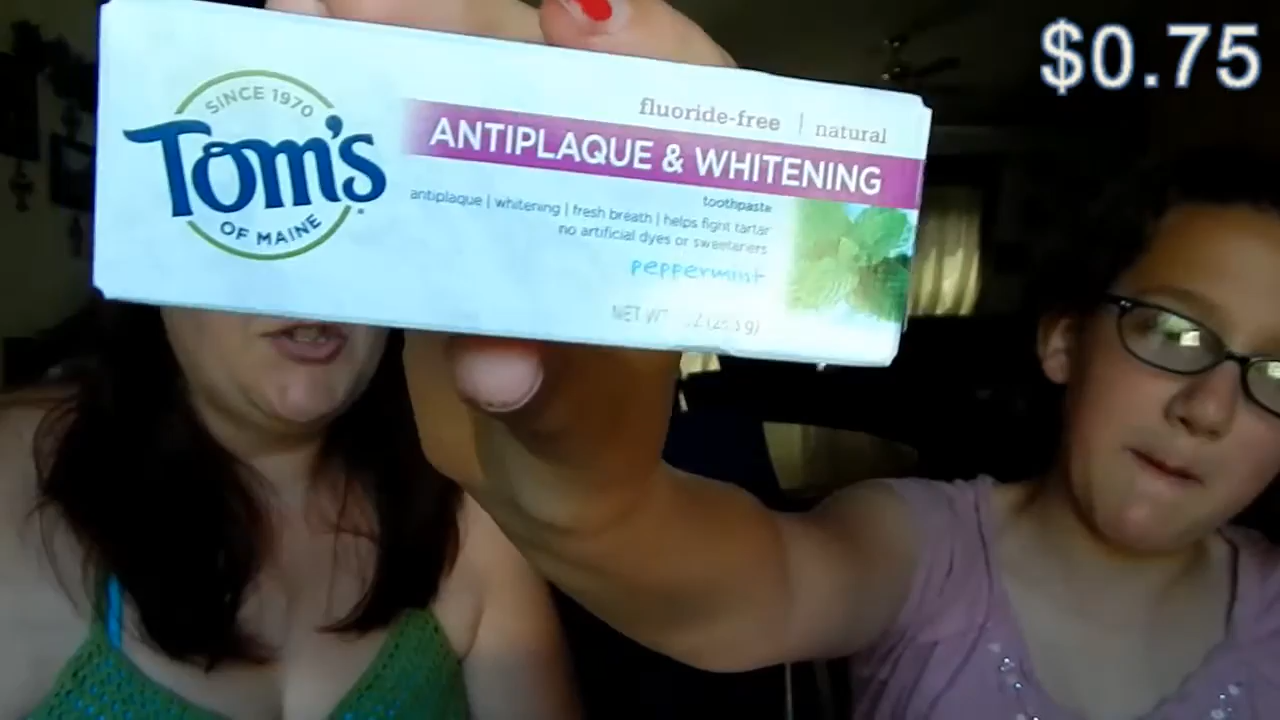 $0.75
SINCE 1970
Tom's
OF MAINE
fluoride-free | natural
ANTIPLAQUE & WHITENING
toothpaste
antiplaque | whitening | fresh breath | helps fight tartar
no artificial dyes or sweeteners
peppermint
NET WT